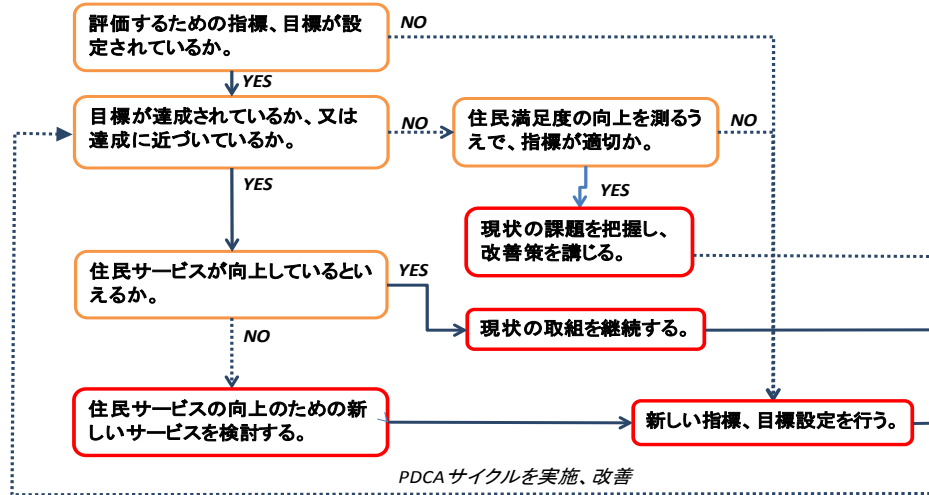 評価するための指標、目標が設
定されているか。
NO
YES
目標が達成されているか、又は
達成に近づいているか。
NO
住民満足度の向上を測るう
えで、指標が適切か。
NO
YES
YES
現状の課題を把握し、
改善策を講じる。
住民サービスが向上しているとい
えるか。
YES
現状の取組を継続する。
NO
住民サービスの向上のための新
しいサービスを検討する。
新しい指標、目標設定を行う。
PDCAサイクルを実施、改善